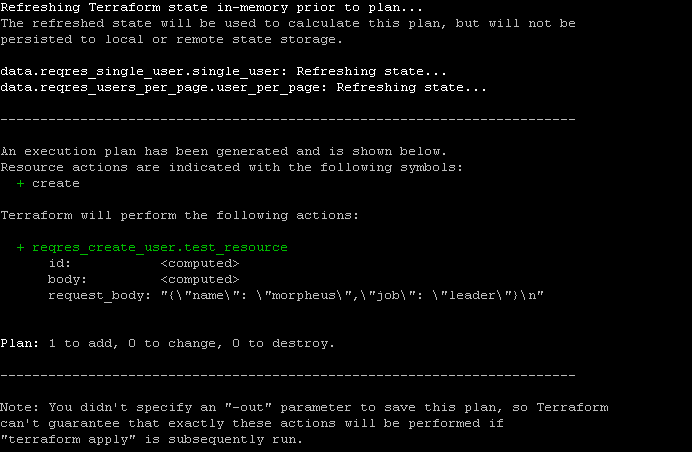 Refreshing Terraform state in-memory prior to plan...
The refreshed state will be used to calculate this plan, but will not be
persisted to local or remote state storage.
data.reqres_single_user.single_user: Refreshing state...
data.reqres_users_per_page.user_per_page: Refreshing state...
------------------------------------------------------------------------
An execution plan has been generated and is shown below.
Resource actions are indicated with the following symbols:
+ create
Terraform will perform the following actions:
+ reqres_create_user.test_resource
id: <computed>
body: <computed>
request_body: "{\"name\": \"morpheus\",\"job\": \"leader\"}\n"
Plan: 1 to add, 0 to change, 0 to destroy.
------------------------------------------------------------------------
Note: You didn't specify an "-out" parameter to save this plan, so Terraform
can't guarantee that exactly these actions will be performed if
"terraform apply" is subsequently run.